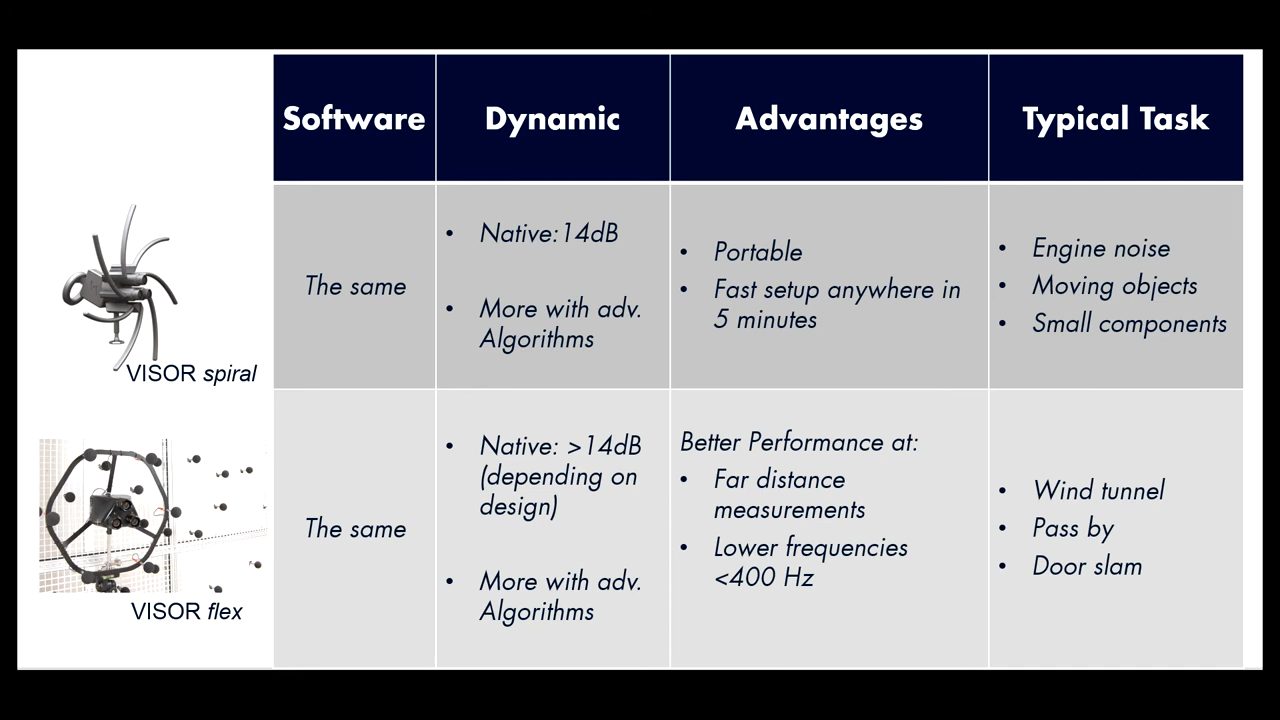 Software
Dynamic
Advantages
Typical Task
VISOR spiral
The same
• Native:14dB
• More with adv.
Algorithms
• Portable
• Fast setup anywhere in
5 minutes
• Engine noise
• Moving objects
• Small components
VISOR flex
The same
• Native: >14dB
(depending on
design)
• More with adv.
Algorithms
Better Performance at:
• Far distance
measurements
• Lower frequencies
<400 Hz
• Wind tunnel
• Pass by
• Door slam